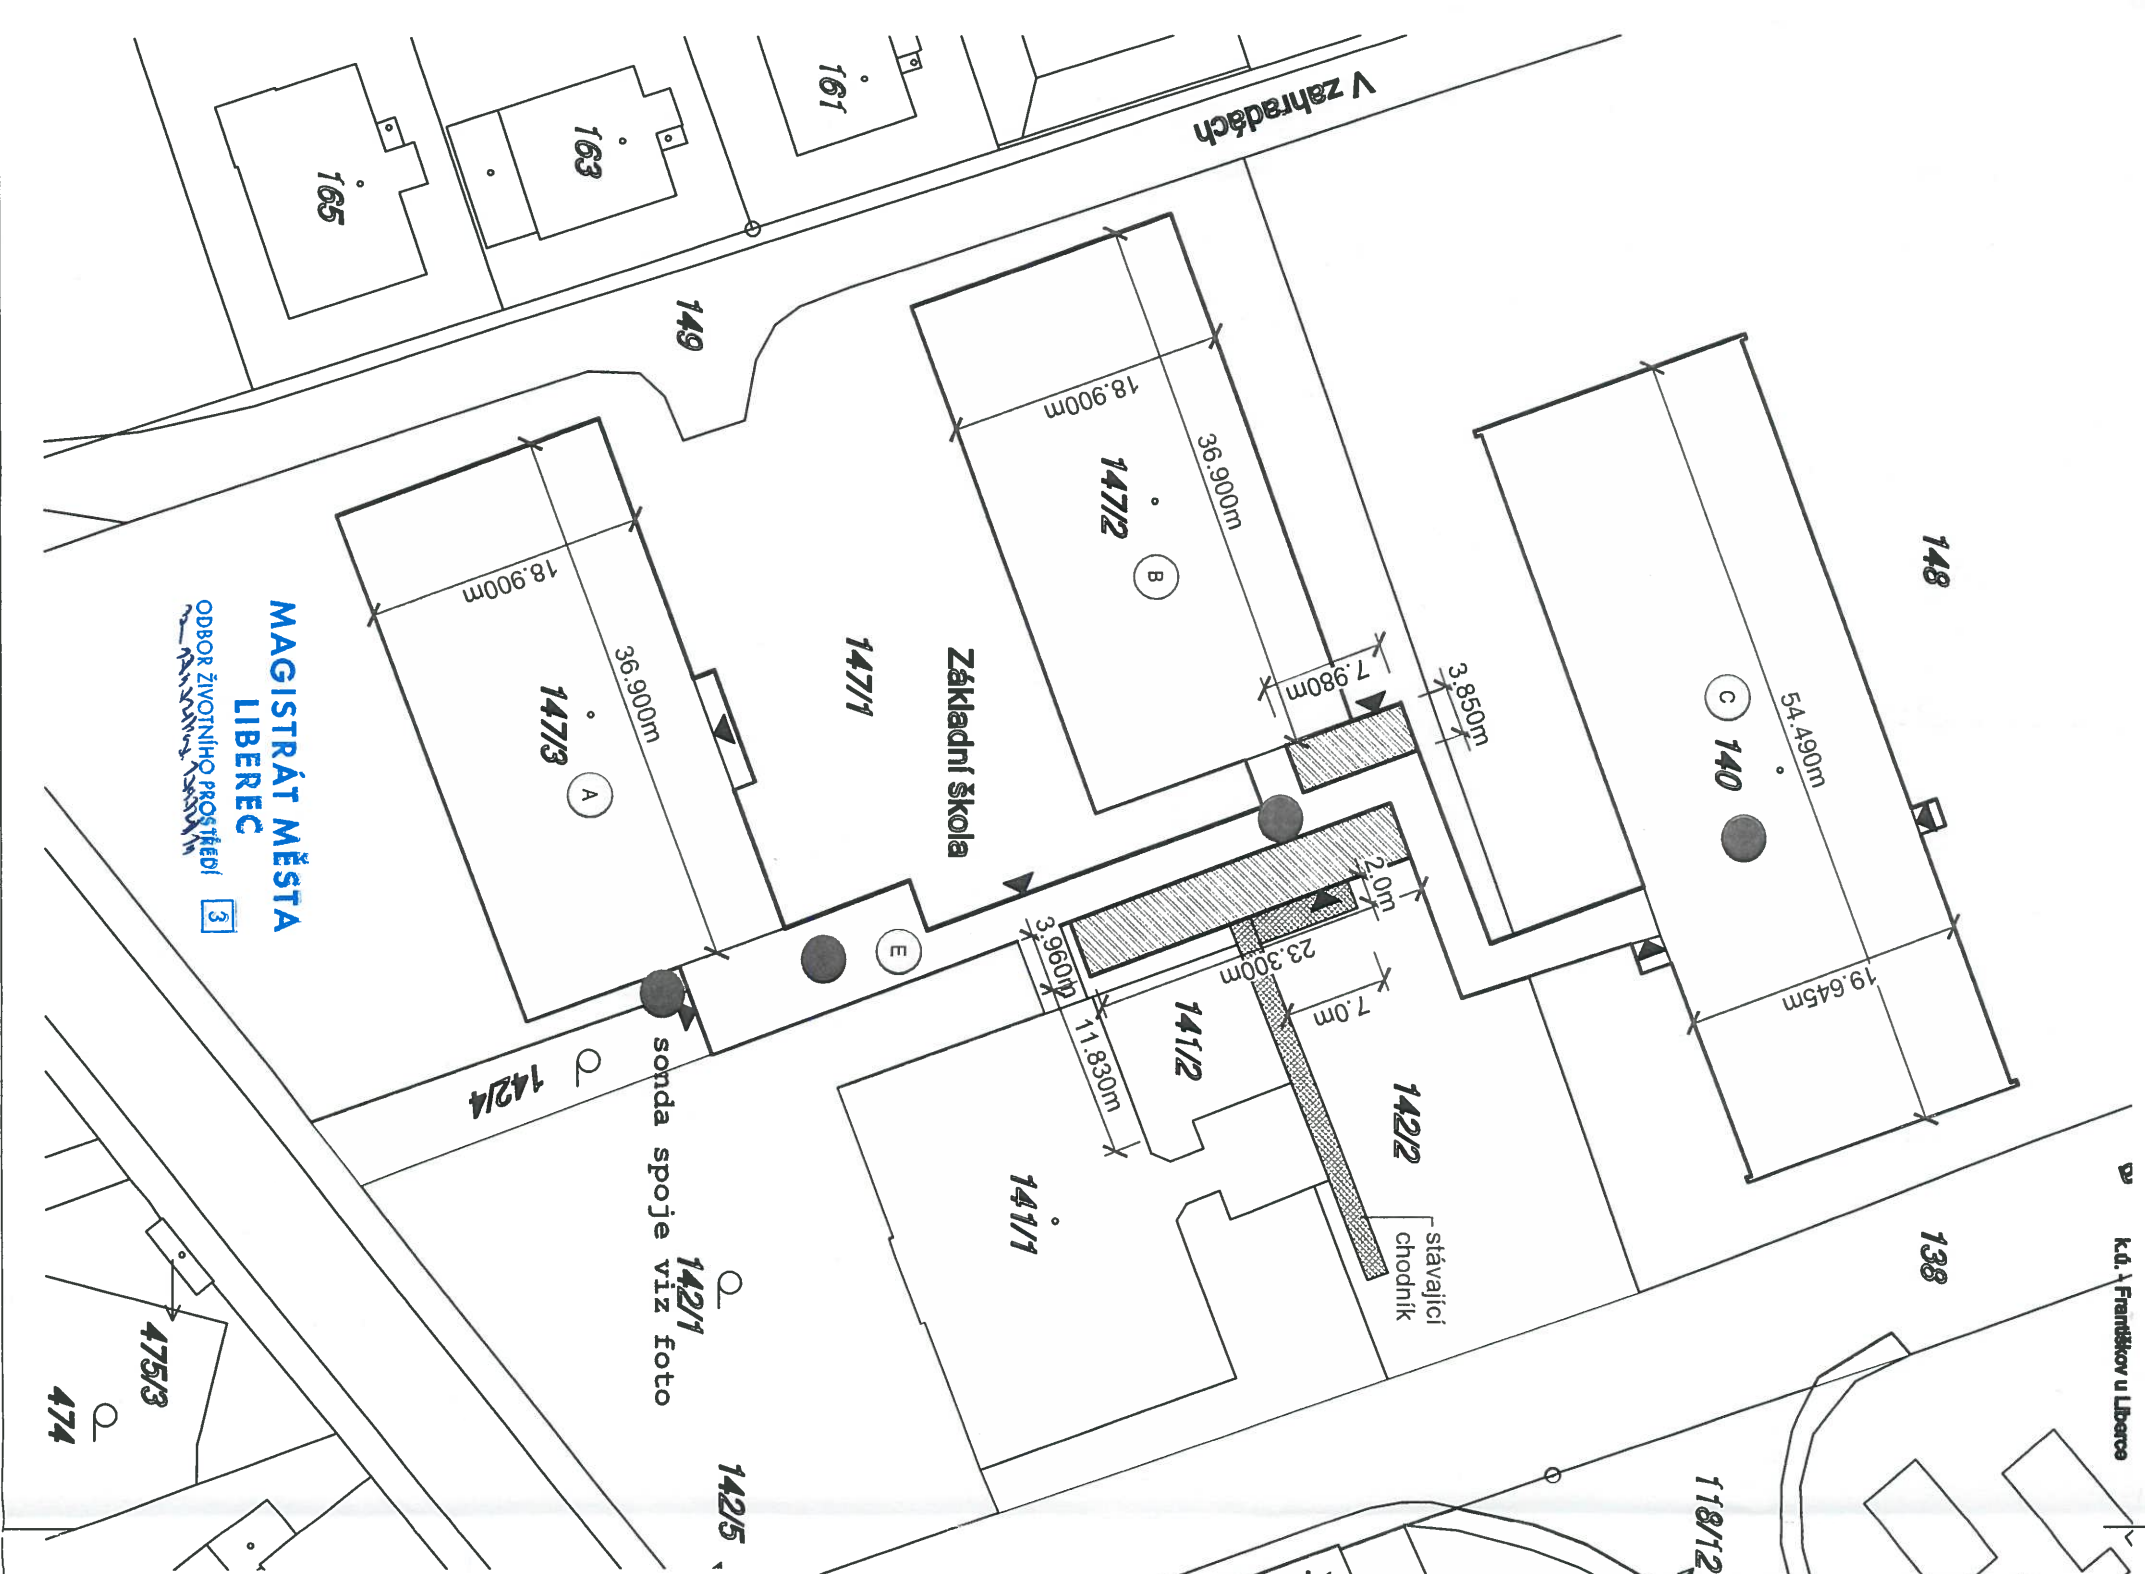 V zahradách
161
163
165
149
148
18.900m
36.900m
147/2
B
18.900m
36.900m
147/3
A
147/1
Základní škola
7.980m
3.850m
C
140
54.490m
19.645m
2.0m
23.300m
7.0m
3.960m
11.830m
E
141/2
142/2
141/1
142/4
stávající
chodník
138
k.ú. Františkov u Liberce
sonda spoje viz foto
142/1
142/5
118/12
475/3
474
MAGISTRÁT MĚSTA
LIBEREC
ODBOR ŽIVOTNÍHO PROSTŘEDÍ
3